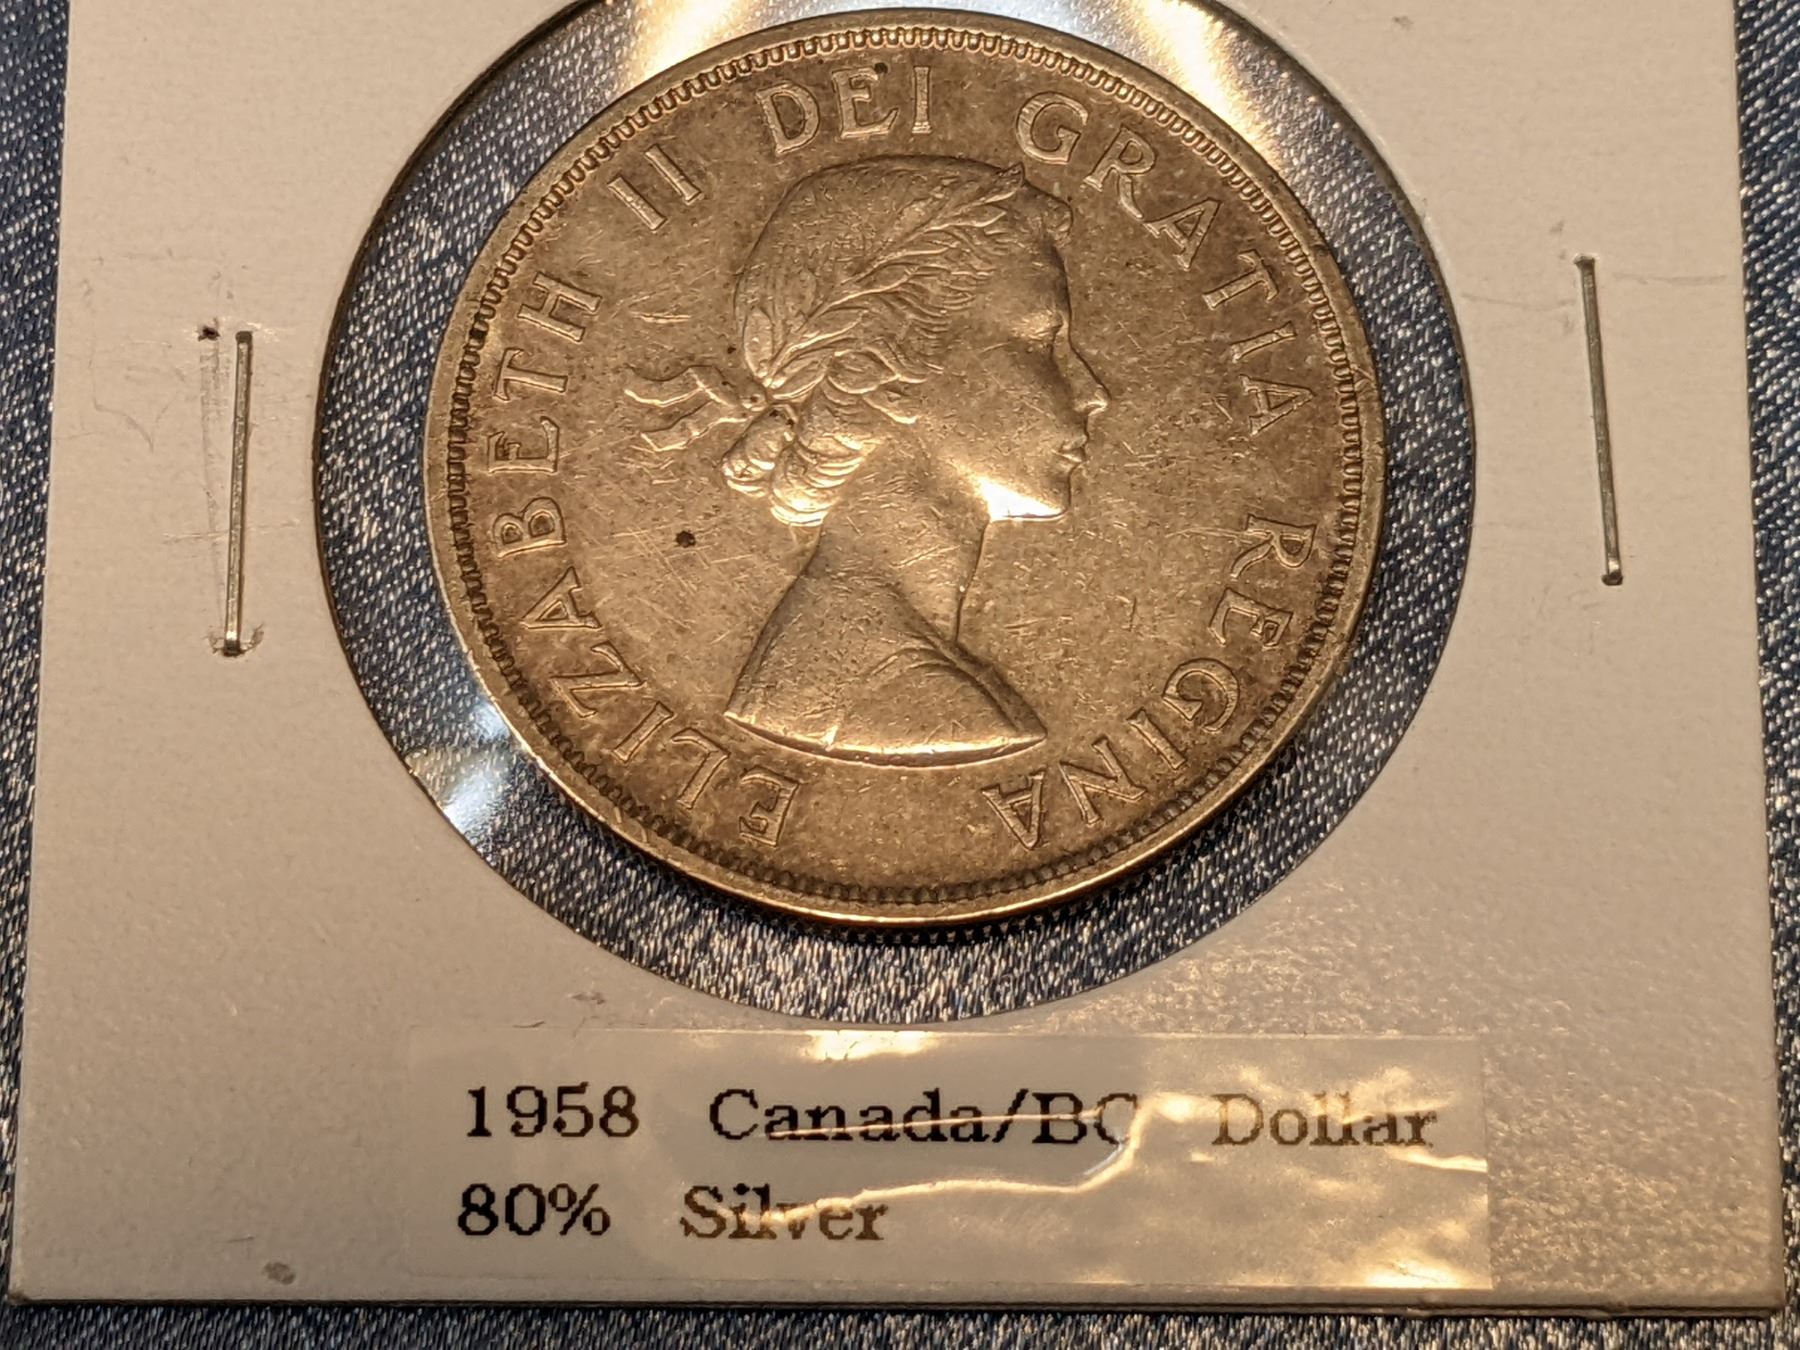 ELIZABETH II DEI GRATIA REGINA
1958 Canada/BC Dollar
80% Silver